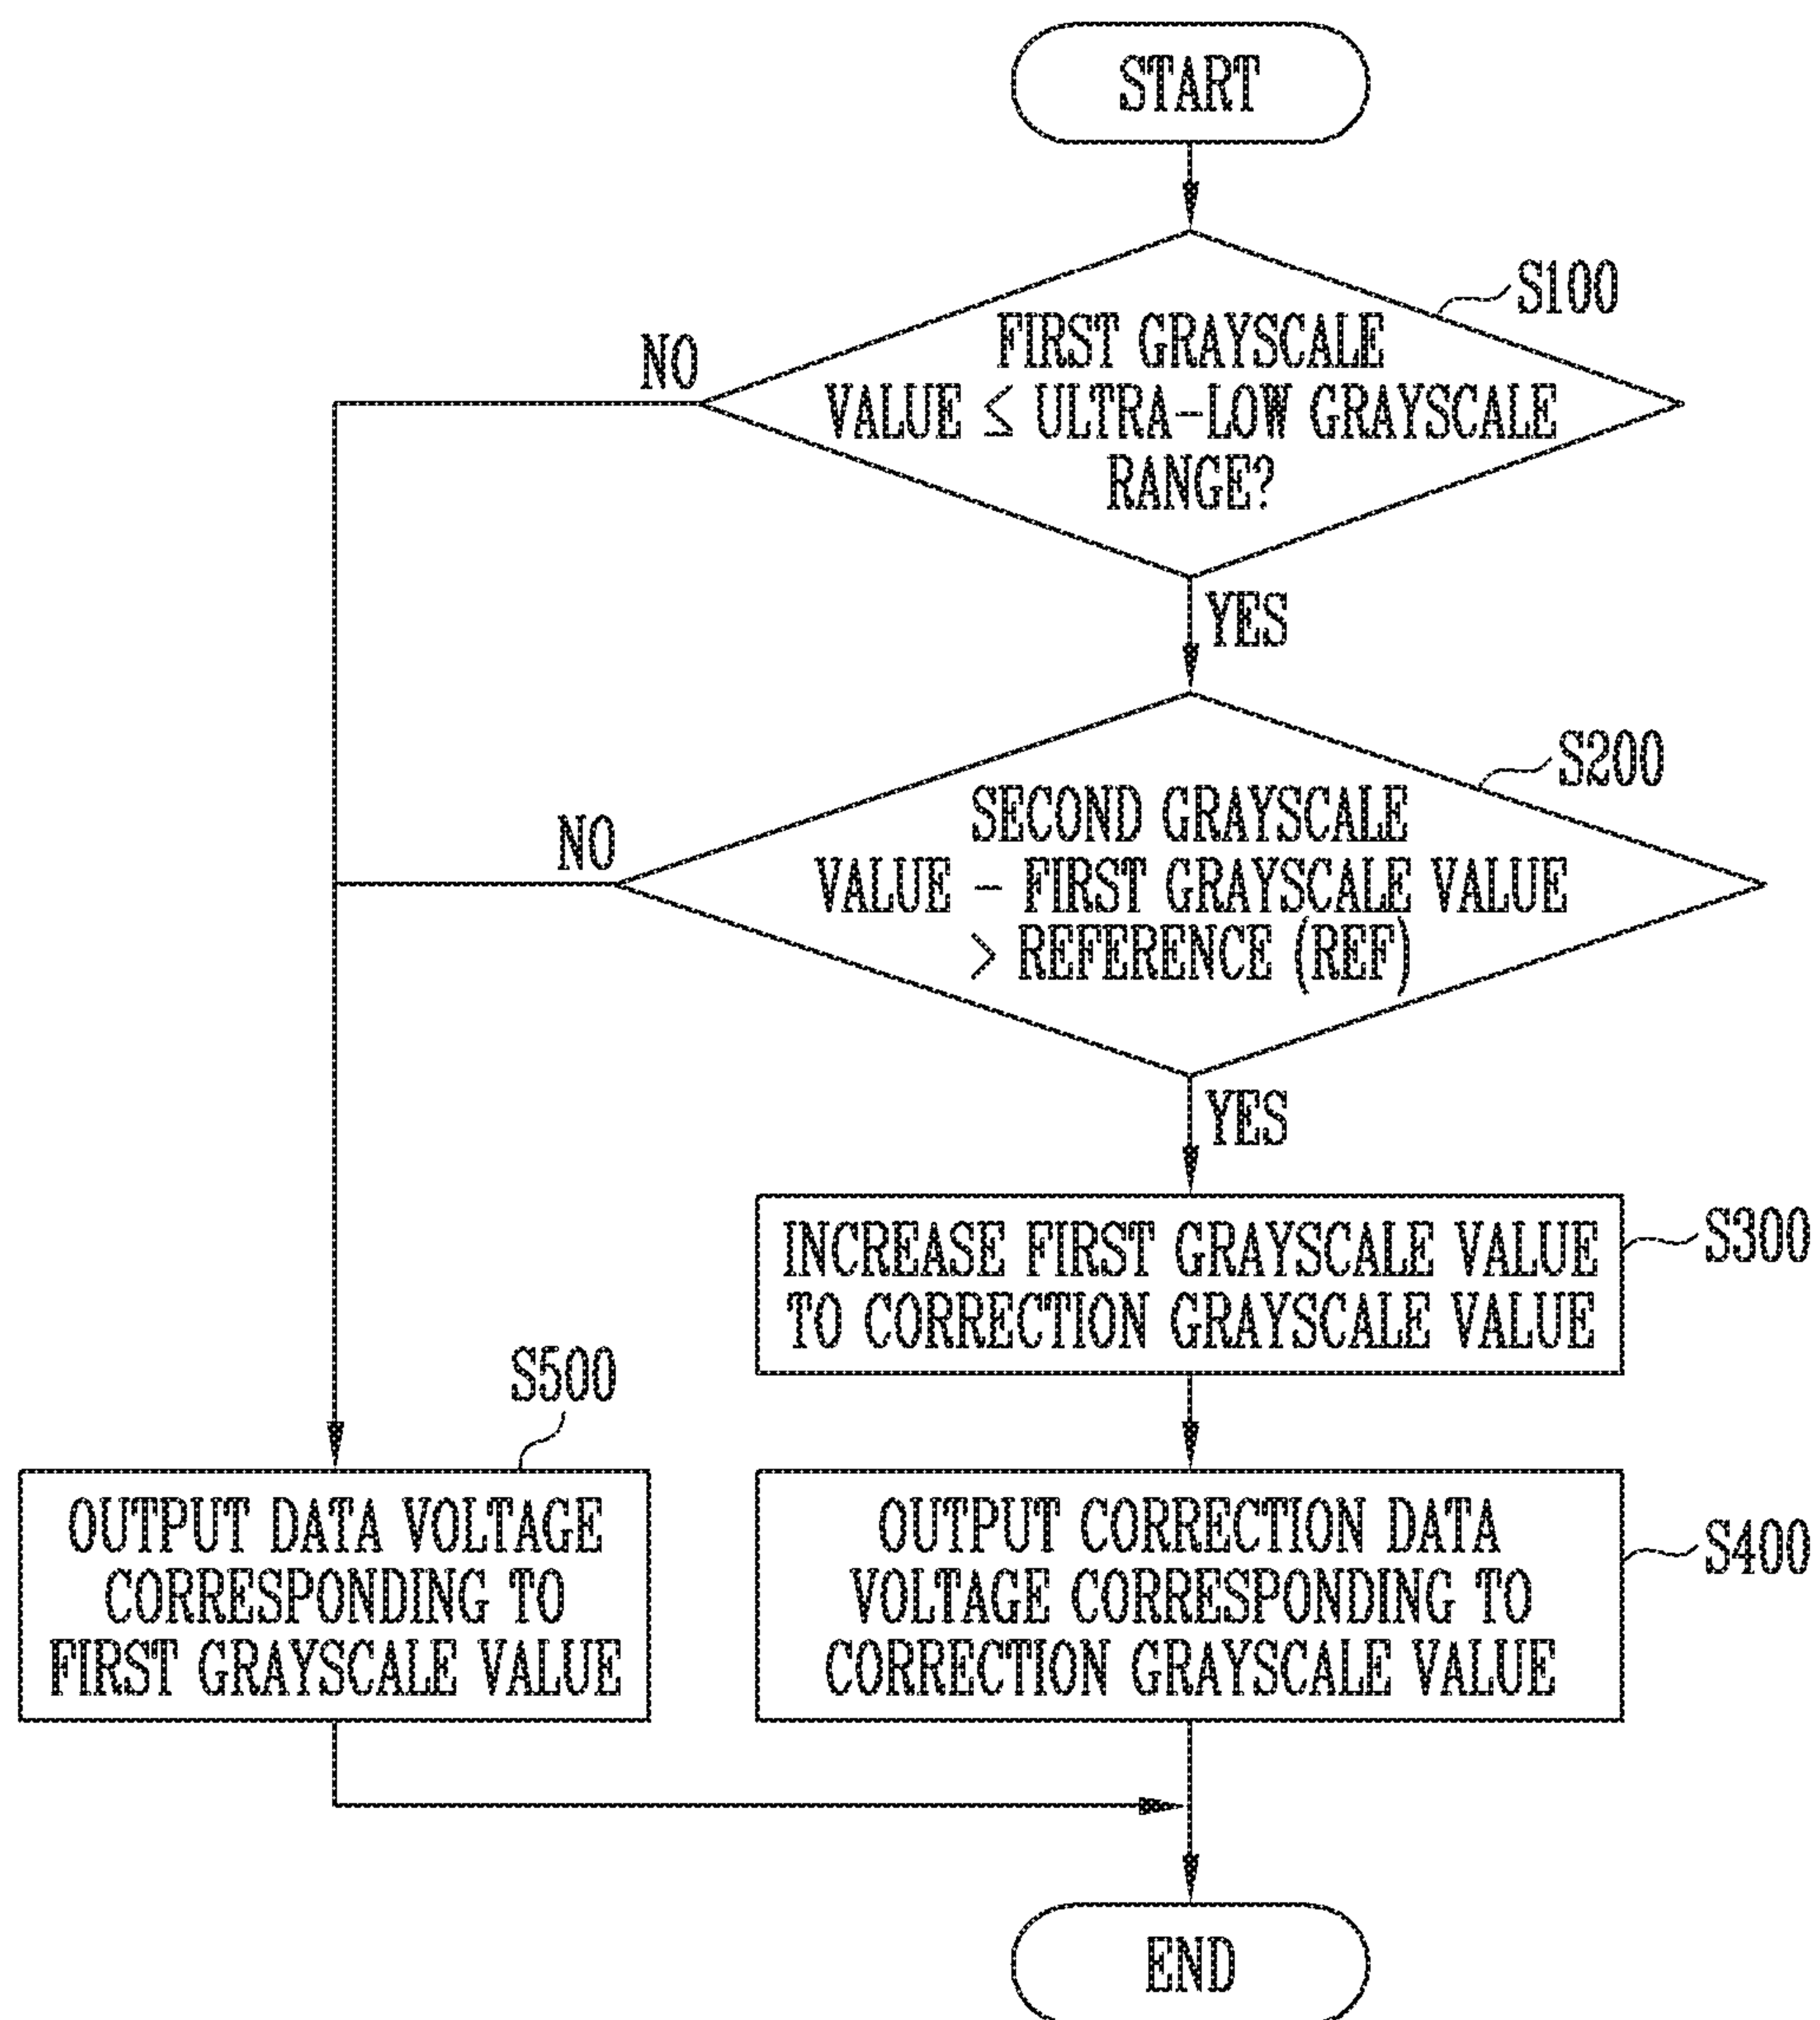 START
S100
FIRST GRAYSCALE
VALUE ≤ ULTRA-LOW GRAYSCALE
RANGE?
NO
YES
S200
SECOND GRAYSCALE
VALUE - FIRST GRAYSCALE VALUE
> REFERENCE (REF)
NO
YES
S300
INCREASE FIRST GRAYSCALE VALUE
TO CORRECTION GRAYSCALE VALUE
S500
OUTPUT DATA VOLTAGE
CORRESPONDING TO
FIRST GRAYSCALE VALUE
OUTPUT CORRECTION DATA
VOLTAGE CORRESPONDING TO
CORRECTION GRAYSCALE VALUE
S400
END